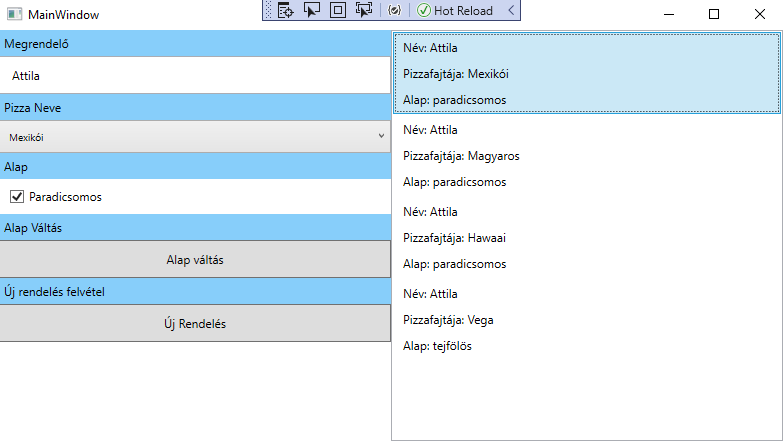 MainWindow
Hot Reload
Megrendelő
Attila
Pizza Neve
Mexikói
Alap
Paradicsomos
Alap Váltás
Alap váltás
Új rendelés felvétel
Új Rendelés
Név: Attila
Pizzafajtája: Mexikói
Alap: paradicsomos
Név: Attila
Pizzafajtája: Magyaros
Alap: paradicsomos
Név: Attila
Pizzafajtája: Hawaai
Alap: paradicsomos
Név: Attila
Pizzafajtája: Vega
Alap: tejfölös